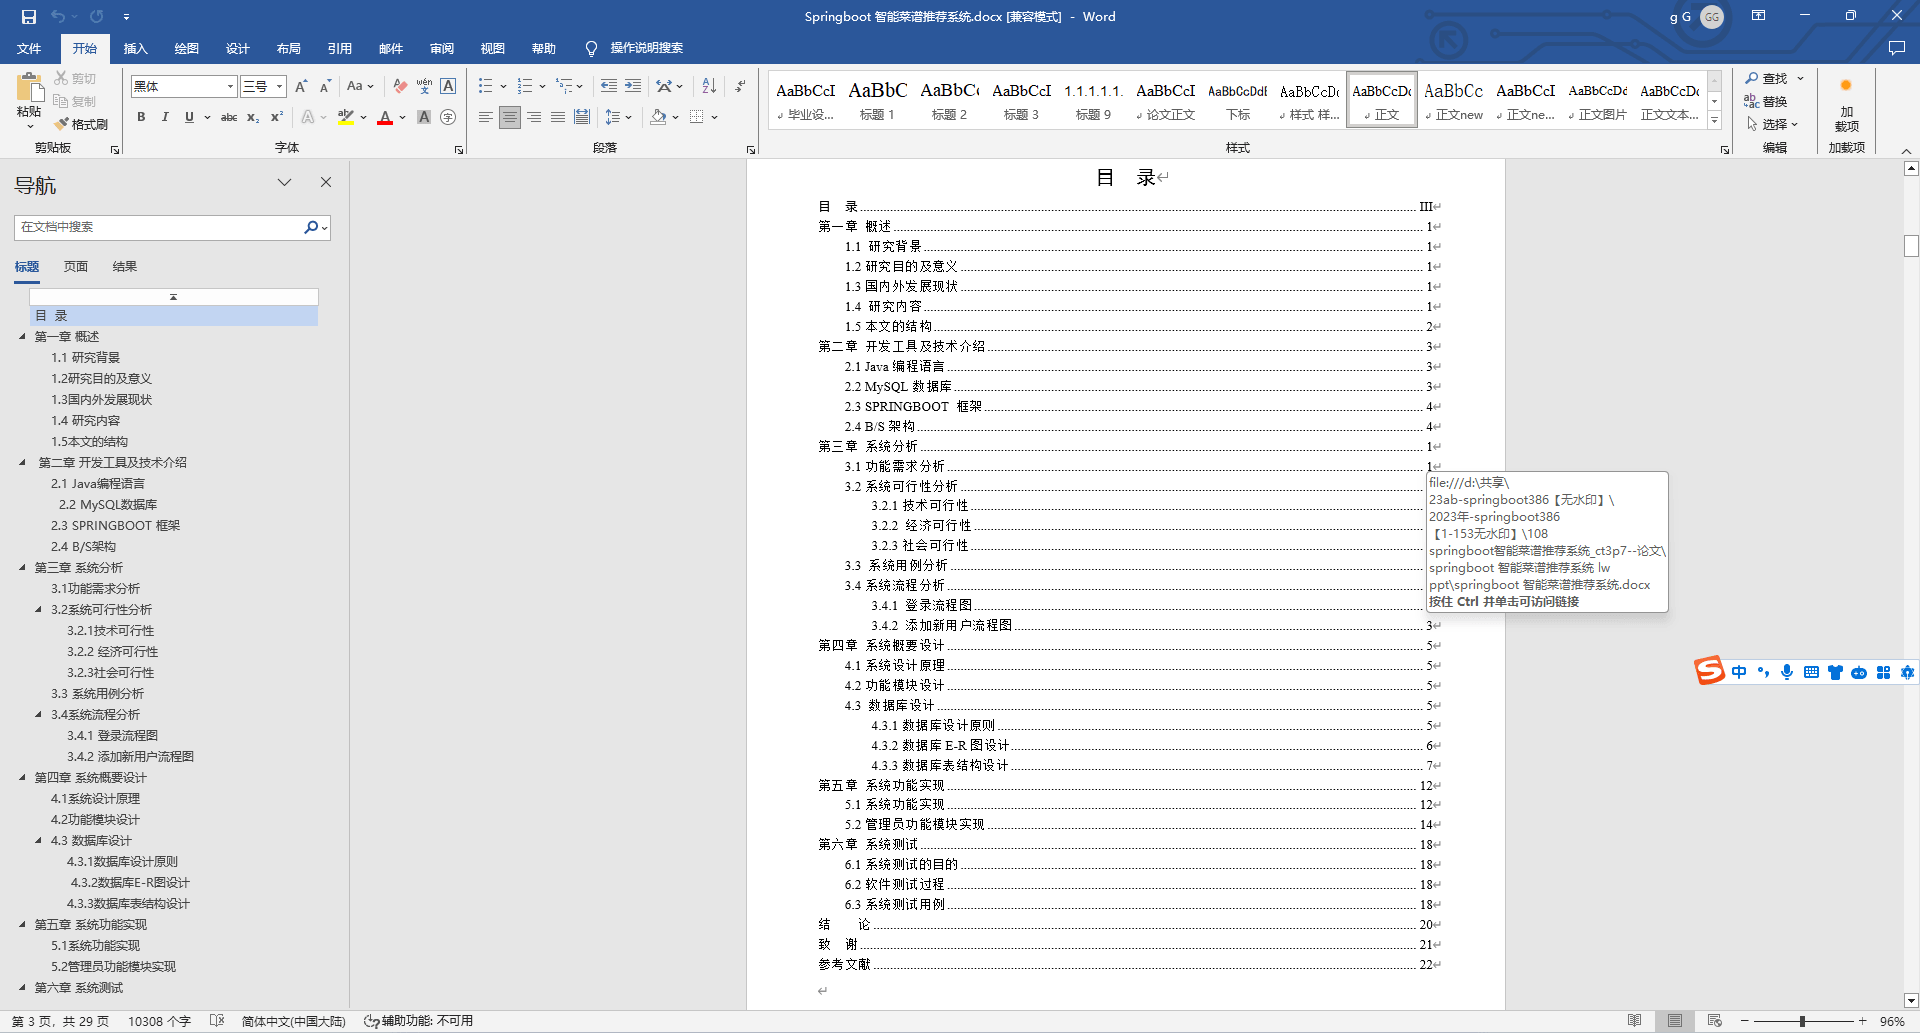 Springboot 智能菜谱推荐系统.docx [兼容模式] - Word
g G
GG
文件 开始 插入 绘图 设计 布局 引用 邮件 审阅 视图 帮助 操作说明搜索
粘贴
剪切
复制
格式刷
剪贴板
黑体
三号
字体
段落
AaBbCcI 毕业设...
AaBbC 标题 1
AaBbC 标题 2
AaBbCcI 标题 3
1.1.1.1.1. 标题 9
AaBbCcI 论文正文
AaBbCcDdE 下标
AaBbCcDc 样式 样...
AaBbCcDc 正文
AaBbCc 正文new
AaBbCcI 正文ne...
AaBbCcDd 正文图片
AaBbCcDc 正文文本...
样式
查找
替换
选择
编辑
加载项
加载项
导航
在文档中搜索
标题 页面 结果
目 录
第一章 概述
1.1 研究背景
1.2研究目的及意义
1.3国内外发展现状
1.4 研究内容
1.5本文的结构
第二章 开发工具及技术介绍
2.1 Java编程语言
2.2 MySQL数据库
2.3 SPRINGBOOT 框架
2.4 B/S架构
第三章 系统分析
3.1功能需求分析
3.2系统可行性分析
3.2.1技术可行性
3.2.2 经济可行性
3.2.3社会可行性
3.3 系统用例分析
3.4系统流程分析
3.4.1 登录流程图
3.4.2 添加新用户流程图
第四章 系统概要设计
4.1系统设计原理
4.2功能模块设计
4.3 数据库设计
4.3.1数据库设计原则
4.3.2数据库E-R图设计
4.3.3数据库表结构设计
第五章 系统功能实现
5.1系统功能实现
5.2管理员功能模块实现
第六章 系统测试
目 录
目 录 III
第一章 概述 1
1.1 研究背景 1
1.2 研究目的及意义 1
1.3 国内外发展现状 1
1.4 研究内容 1
1.5 本文的结构 2
第二章 开发工具及技术介绍 3
2.1 Java 编程语言 3
2.2 MySQL 数据库 3
2.3 SPRINGBOOT 框架 4
2.4 B/S 架构 4
第三章 系统分析 1
3.1 功能需求分析 1
3.2 系统可行性分析
3.2.1 技术可行性
3.2.2 经济可行性
3.2.3 社会可行性
3.3 系统用例分析
3.4 系统流程分析
3.4.1 登录流程图
3.4.2 添加新用户流程图 3
第四章 系统概要设计 5
4.1 系统设计原理 5
4.2 功能模块设计 5
4.3 数据库设计 5
4.3.1 数据库设计原则 5
4.3.2 数据库 E-R 图设计 6
4.3.3 数据库表结构设计 7
第五章 系统功能实现 12
5.1 系统功能实现 12
5.2 管理员功能模块实现 14
第六章 系统测试 18
6.1 系统测试的目的 18
6.2 软件测试过程 18
6.3 系统测试用例 18
结 论 20
致 谢 21
参考文献 22
file:///d:\共享\
23ab-springboot386【无水印】\
2023年-springboot386
【1-153无水印】\108
springboot智能菜谱推荐系统_ct3p7--论文\
springboot 智能菜谱推荐系统 lw
ppt\springboot 智能菜谱推荐系统.docx
按住 Ctrl 并单击可访问链接
中
第 3 页，共 29 页 10308 个字 简体中文(中国大陆) 辅助功能: 不可用
96%